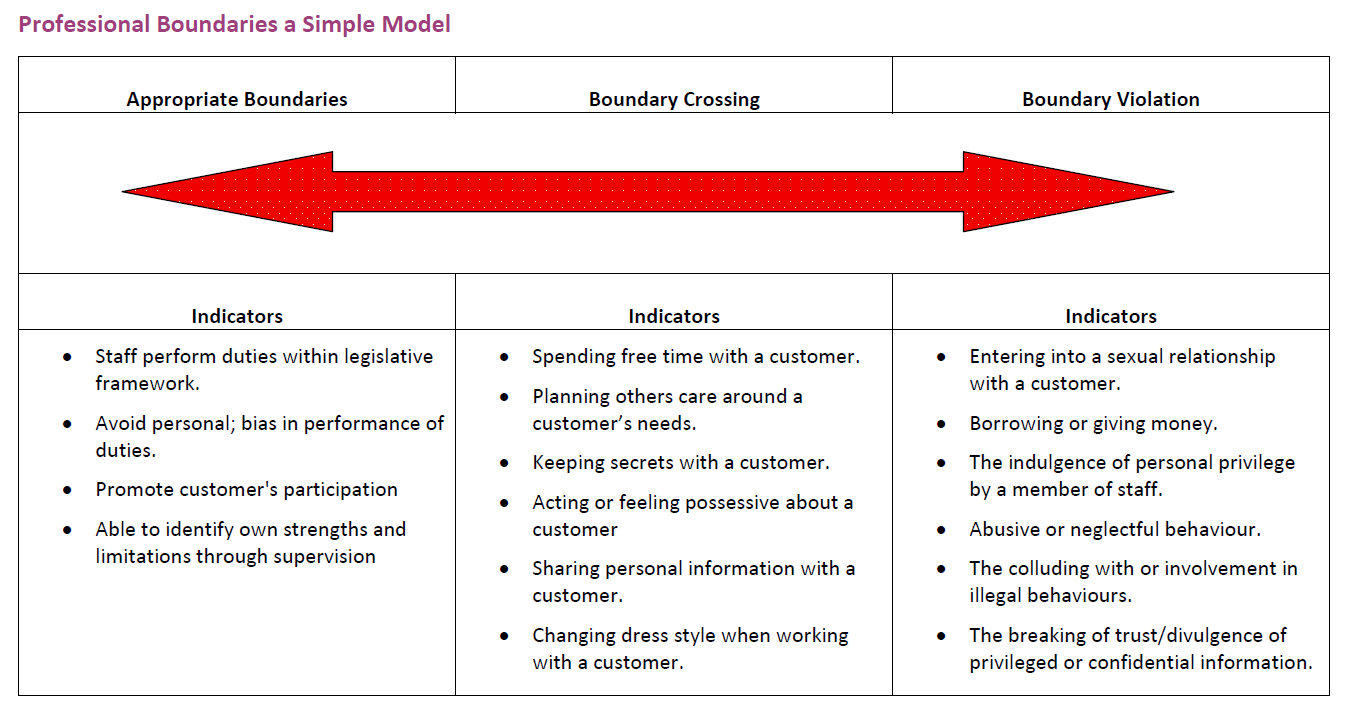 Professional Boundaries a Simple Model
Appropriate Boundaries
Boundary Crossing
Boundary Violation
Indicators
Indicators
Indicators
• Staff perform duties within legislative
framework.
• Avoid personal; bias in performance of
duties.
• Promote customer's participation
• Able to identify own strengths and
limitations through supervision
• Spending free time with a customer.
• Planning others care around a
customer’s needs.
• Keeping secrets with a customer.
• Acting or feeling possessive about a
customer
• Sharing personal information with a
customer.
• Changing dress style when working
with a customer.
• Entering into a sexual relationship
with a customer.
• Borrowing or giving money.
• The indulgence of personal privilege
by a member of staff.
• Abusive or neglectful behaviour.
• The colluding with or involvement in
illegal behaviours.
• The breaking of trust/divulgence of
privileged or confidential information.